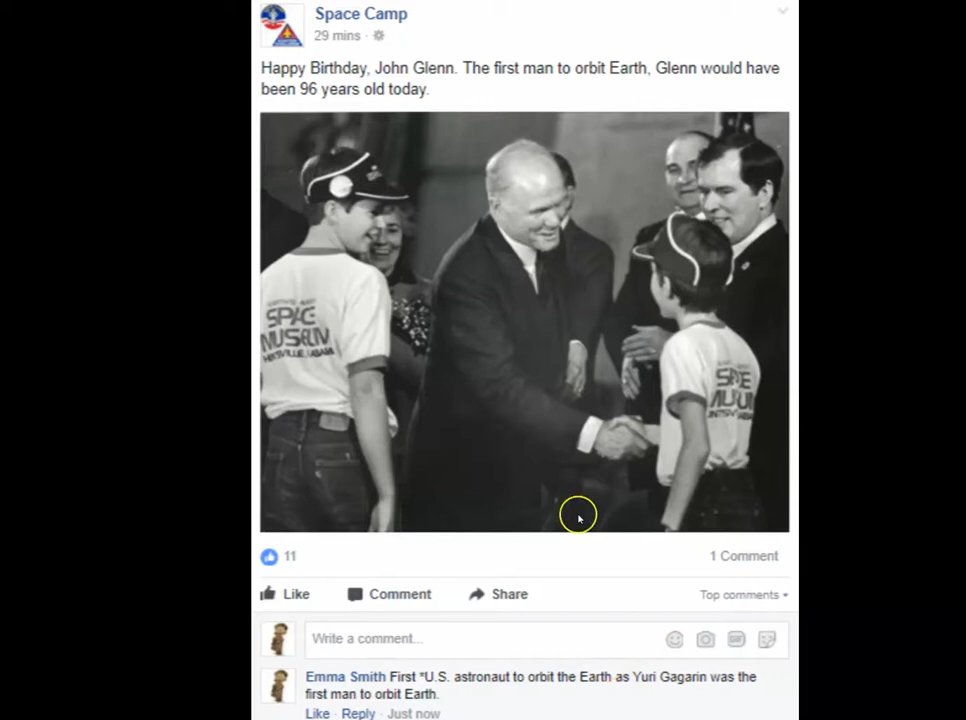 Space Camp
29 mins ·
Happy Birthday, John Glenn. The first man to orbit Earth, Glenn would have
been 96 years old today.
SPACE
MUSEUM
HUNTSVILLE, ALABAMA
SPACE
MUSEUM
11
1 Comment
Like Comment Share Top comments
Write a comment...
GIF
Emma Smith First *U.S. astronaut to orbit the Earth as Yuri Gagarin was the
first man to orbit Earth.
Like · Reply · Just now